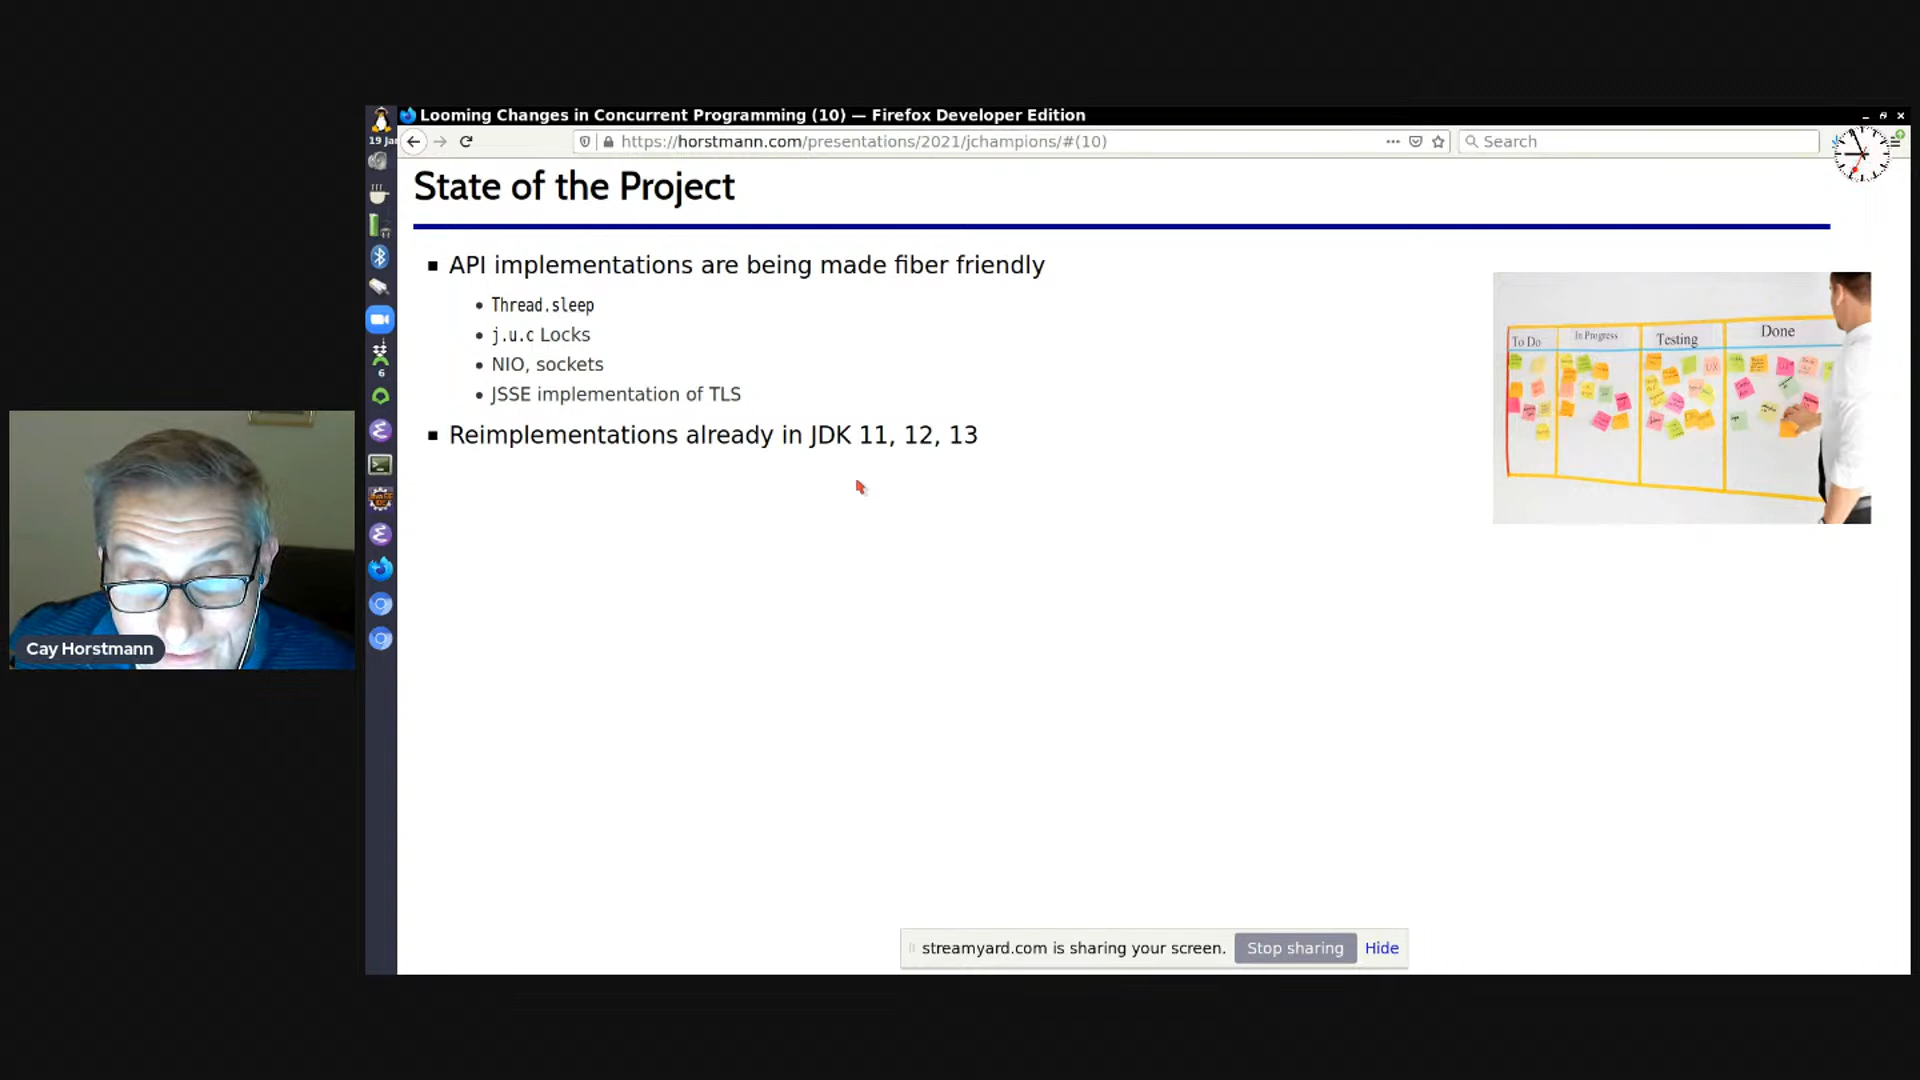 Looming Changes in Concurrent Programming (10) — Firefox Developer Edition
19 Jan
https://horstmann.com/presentations/2021/jchampions/#(10)
Search
State of the Project
API implementations are being made fiber friendly
Thread.sleep
j.u.c Locks
NIO, sockets
JSSE implementation of TLS
Reimplementations already in JDK 11, 12, 13
To Do
In Progress
Testing
Done
6
Cay Horstmann
streamyard.com is sharing your screen.
Stop sharing
Hide